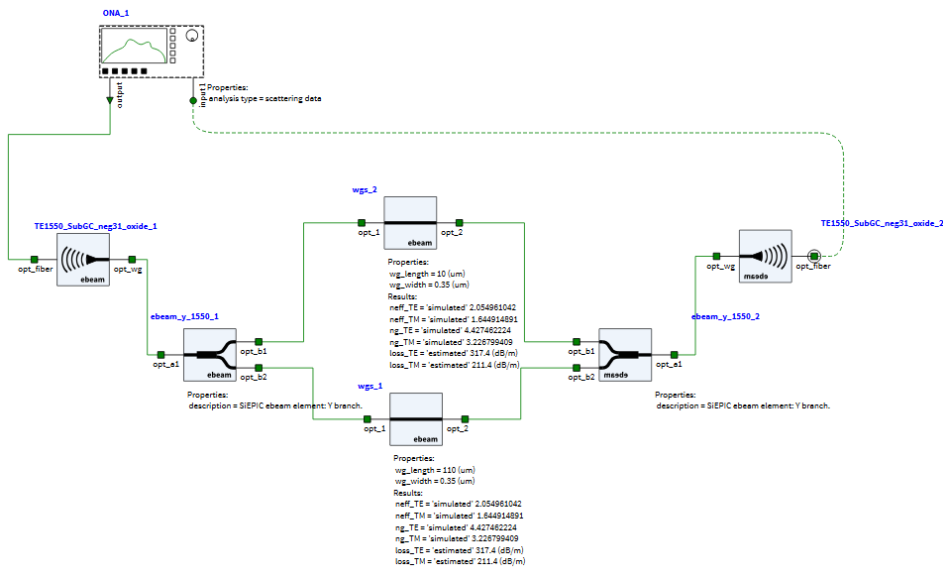 ONA_1
output
input1
Properties:
analysis type = scattering data
wgs_2
opt_1
opt_2
ebeam
Properties:
wg_length = 10 (um)
wg_width = 0.35 (um)
Results:
neff_TE = 'simulated' 2.054961042
neff_TM = 'simulated' 1.644914891
ng_TE = 'simulated' 4.427462224
ng_TM = 'simulated' 3.226799409
loss_TE = 'estimated' 317.4 (dB/m)
loss_TM = 'estimated' 211.4 (dB/m)
TE1550_SubGC_neg31_oxide_1
opt_fiber
opt_wg
ebeam
TE1550_SubGC_neg31_oxide_2
opt_wg
opt_fiber
ebeam
ebeam_y_1550_1
opt_a1
opt_b1
opt_b2
ebeam
Properties:
description = SiEPIC ebeam element: Y branch.
ebeam_y_1550_2
opt_b1
opt_b2
opt_a1
ebeam
Properties:
description = SiEPIC ebeam element: Y branch.
wgs_1
opt_1
opt_2
ebeam
Properties:
wg_length = 110 (um)
wg_width = 0.35 (um)
Results:
neff_TE = 'simulated' 2.054961042
neff_TM = 'simulated' 1.644914891
ng_TE = 'simulated' 4.427462224
ng_TM = 'simulated' 3.226799409
loss_TE = 'estimated' 317.4 (dB/m)
loss_TM = 'estimated' 211.4 (dB/m)